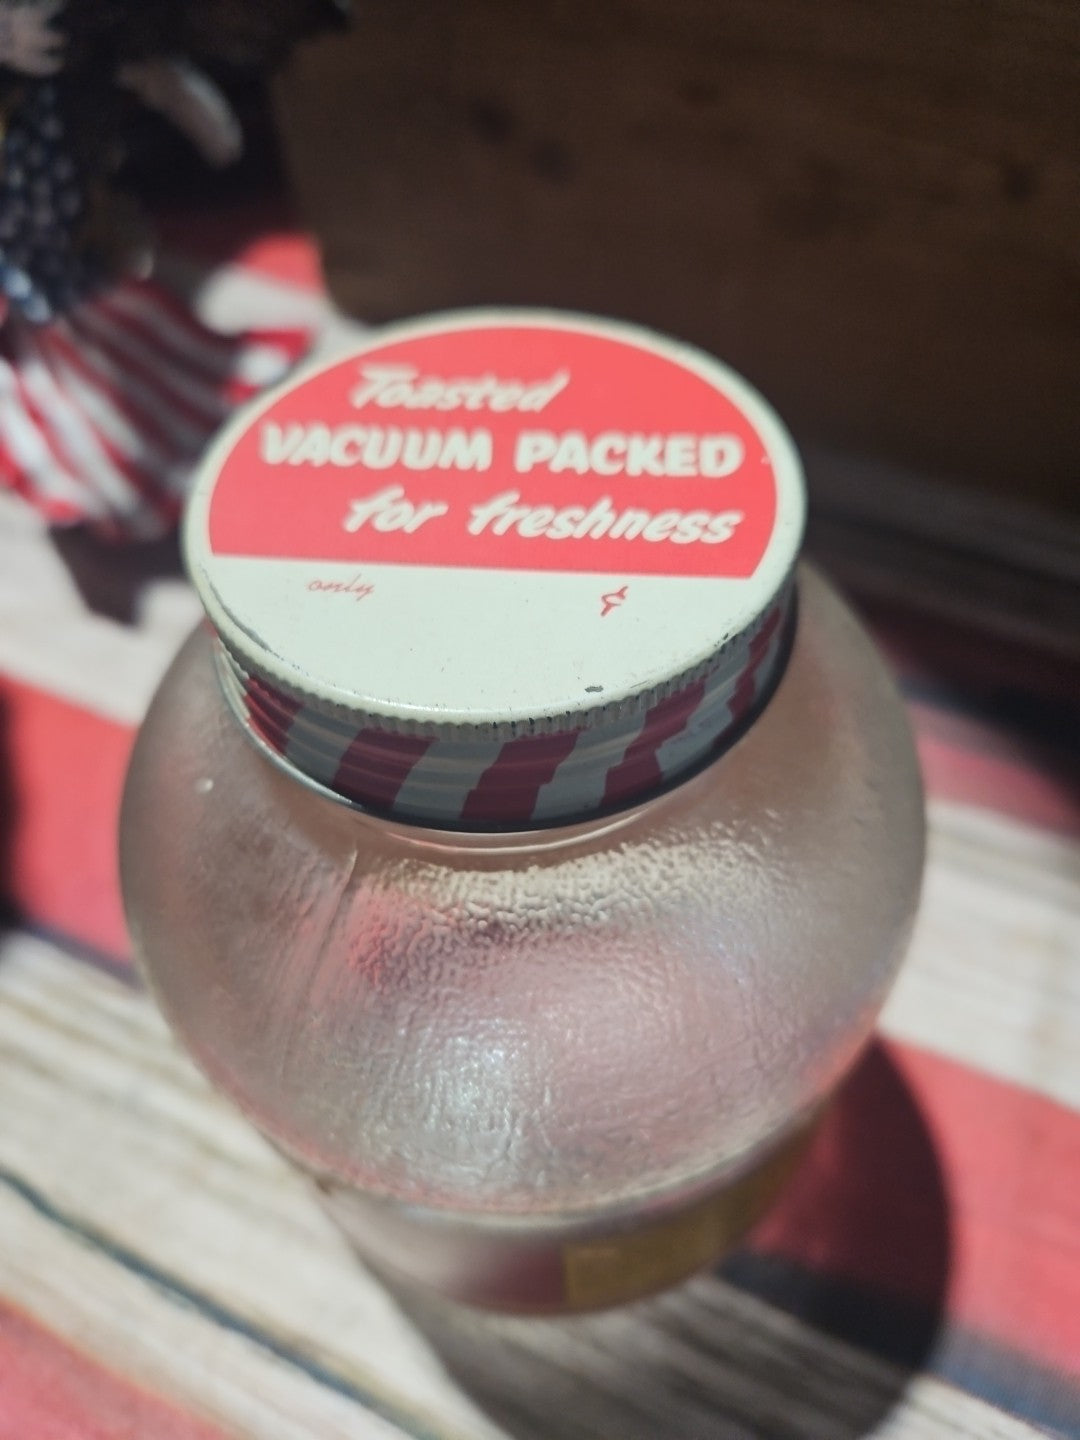 Toasted
VACUUM PACKED
for freshness
only ¢